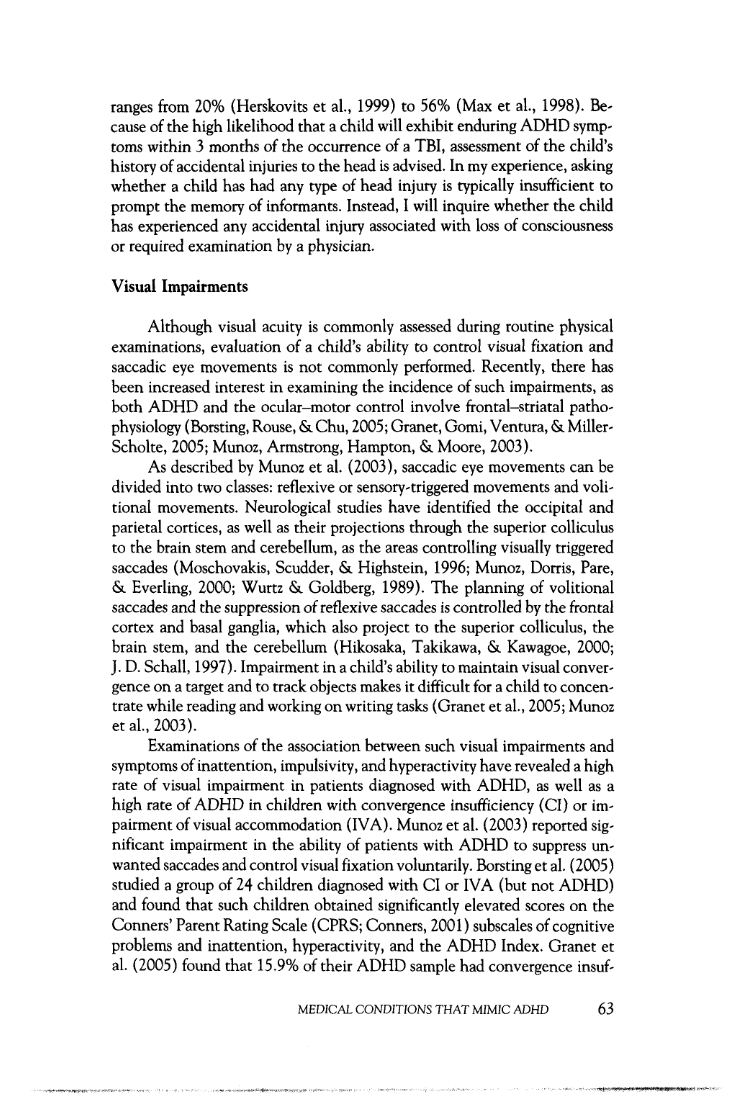 ranges from 20% (Herskovits et al., 1999) to 56% (Max et al., 1998). Be-
cause of the high likelihood that a child will exhibit enduring ADHD symp-
toms within 3 months of the occurrence of a TBI, assessment of the child's
history of accidental injuries to the head is advised. In my experience, asking
whether a child has had any type of head injury is typically insufficient to
prompt the memory of informants. Instead, I will inquire whether the child
has experienced any accidental injury associated with loss of consciousness
or required examination by a physician.
Visual Impairments
Although visual acuity is commonly assessed during routine physical
examinations, evaluation of a child's ability to control visual fixation and
saccadic eye movements is not commonly performed. Recently, there has
been increased interest in examining the incidence of such impairments, as
both ADHD and the ocular–motor control involve frontal–striatal patho-
physiology (Borsting, Rouse, & Chu, 2005; Granet, Gomi, Ventura, & Miller-
Scholte, 2005; Munoz, Armstrong, Hampton, & Moore, 2003).
As described by Munoz et al. (2003), saccadic eye movements can be
divided into two classes: reflexive or sensory-triggered movements and voli-
tional movements. Neurological studies have identified the occipital and
parietal cortices, as well as their projections through the superior colliculus
to the brain stem and cerebellum, as the areas controlling visually triggered
saccades (Moschovakis, Scudder, & Highstein, 1996; Munoz, Dorris, Pare,
& Everling, 2000; Wurtz & Goldberg, 1989). The planning of volitional
saccades and the suppression of reflexive saccades is controlled by the frontal
cortex and basal ganglia, which also project to the superior colliculus, the
brain stem, and the cerebellum (Hikosaka, Takikawa, & Kawagoe, 2000;
J. D. Schall, 1997). Impairment in a child's ability to maintain visual conver-
gence on a target and to track objects makes it difficult for a child to concen-
trate while reading and working on writing tasks (Granet et al., 2005; Munoz
et al., 2003).
Examinations of the association between such visual impairments and
symptoms of inattention, impulsivity, and hyperactivity have revealed a high
rate of visual impairment in patients diagnosed with ADHD, as well as a
high rate of ADHD in children with convergence insufficiency (CI) or im-
pairment of visual accommodation (IVA). Munoz et al. (2003) reported sig-
nificant impairment in the ability of patients with ADHD to suppress un-
wanted saccades and control visual fixation voluntarily. Borsting et al. (2005)
studied a group of 24 children diagnosed with CI or IVA (but not ADHD)
and found that such children obtained significantly elevated scores on the
Conners' Parent Rating Scale (CPRS; Conners, 2001) subscales of cognitive
problems and inattention, hyperactivity, and the ADHD Index. Granet et
al. (2005) found that 15.9% of their ADHD sample had convergence insuf-
MEDICAL CONDITIONS THAT MIMIC ADHD 63